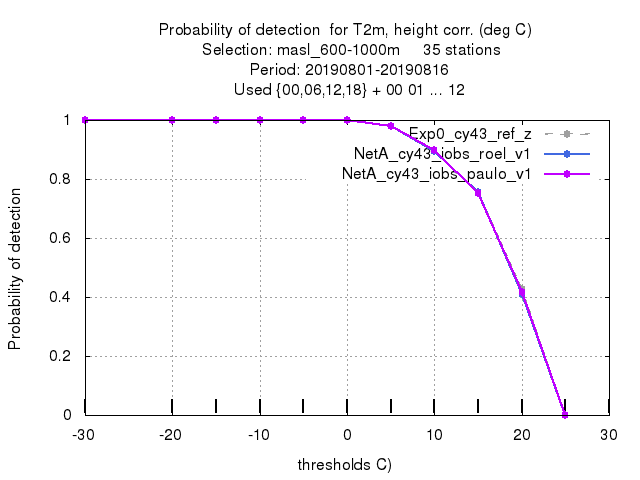 Probability of detection  for T2m, height corr. (deg C)
Selection: masl_600-1000m     35 stations
Period: 20190801-20190816
Used {00,06,12,18} + 00 01 ... 12
Exp0_cy43_ref_z
NetA_cy43_iobs_roel_v1
NetA_cy43_iobs_paulo_v1
Probability of detection
1
0.8
0.6
0.4
0.2
0
-30 -20 -10 0 10 20 30
thresholds C)